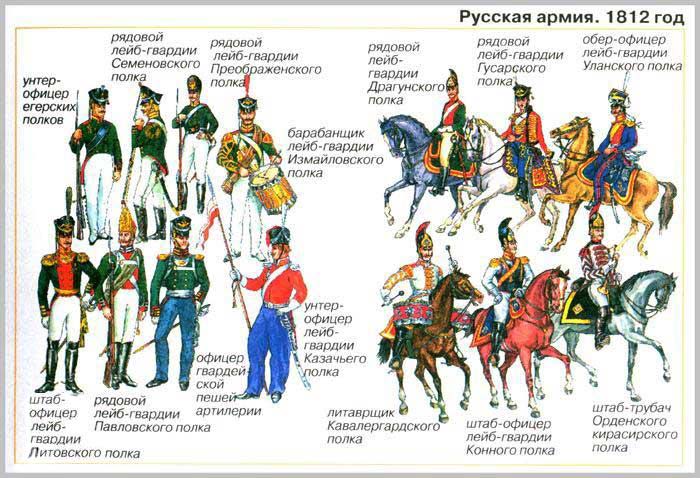 Русская армия. 1812 год
унтер-
офицер
егерских
полков
рядовой
лейб-гвардии
Семеновского
полка
рядовой
лейб-гвардии
Преображенского
полка
барабанщик
лейб-гвардии
Измайловского
полка
рядовой
лейб-
гвардии
Драгунского
полка
рядовой
лейб-гвардии
Гусарского
полка
обер-офицер
лейб-гвардии
Уланского полка
штаб-
офицер
лейб-
гвардии
Литовского полка
рядовой
лейб-гвардии
Павловского полка
офицер
гвардей-
ской
пешей
артиллерии
унтер-
офицер
лейб-
гвардии
Казачьего
полка
литаврщик
Кавалергардского
полка
штаб-офицер
лейб-гвардии
Конного полка
штаб-трубач
Орденского
кирасирского
полка